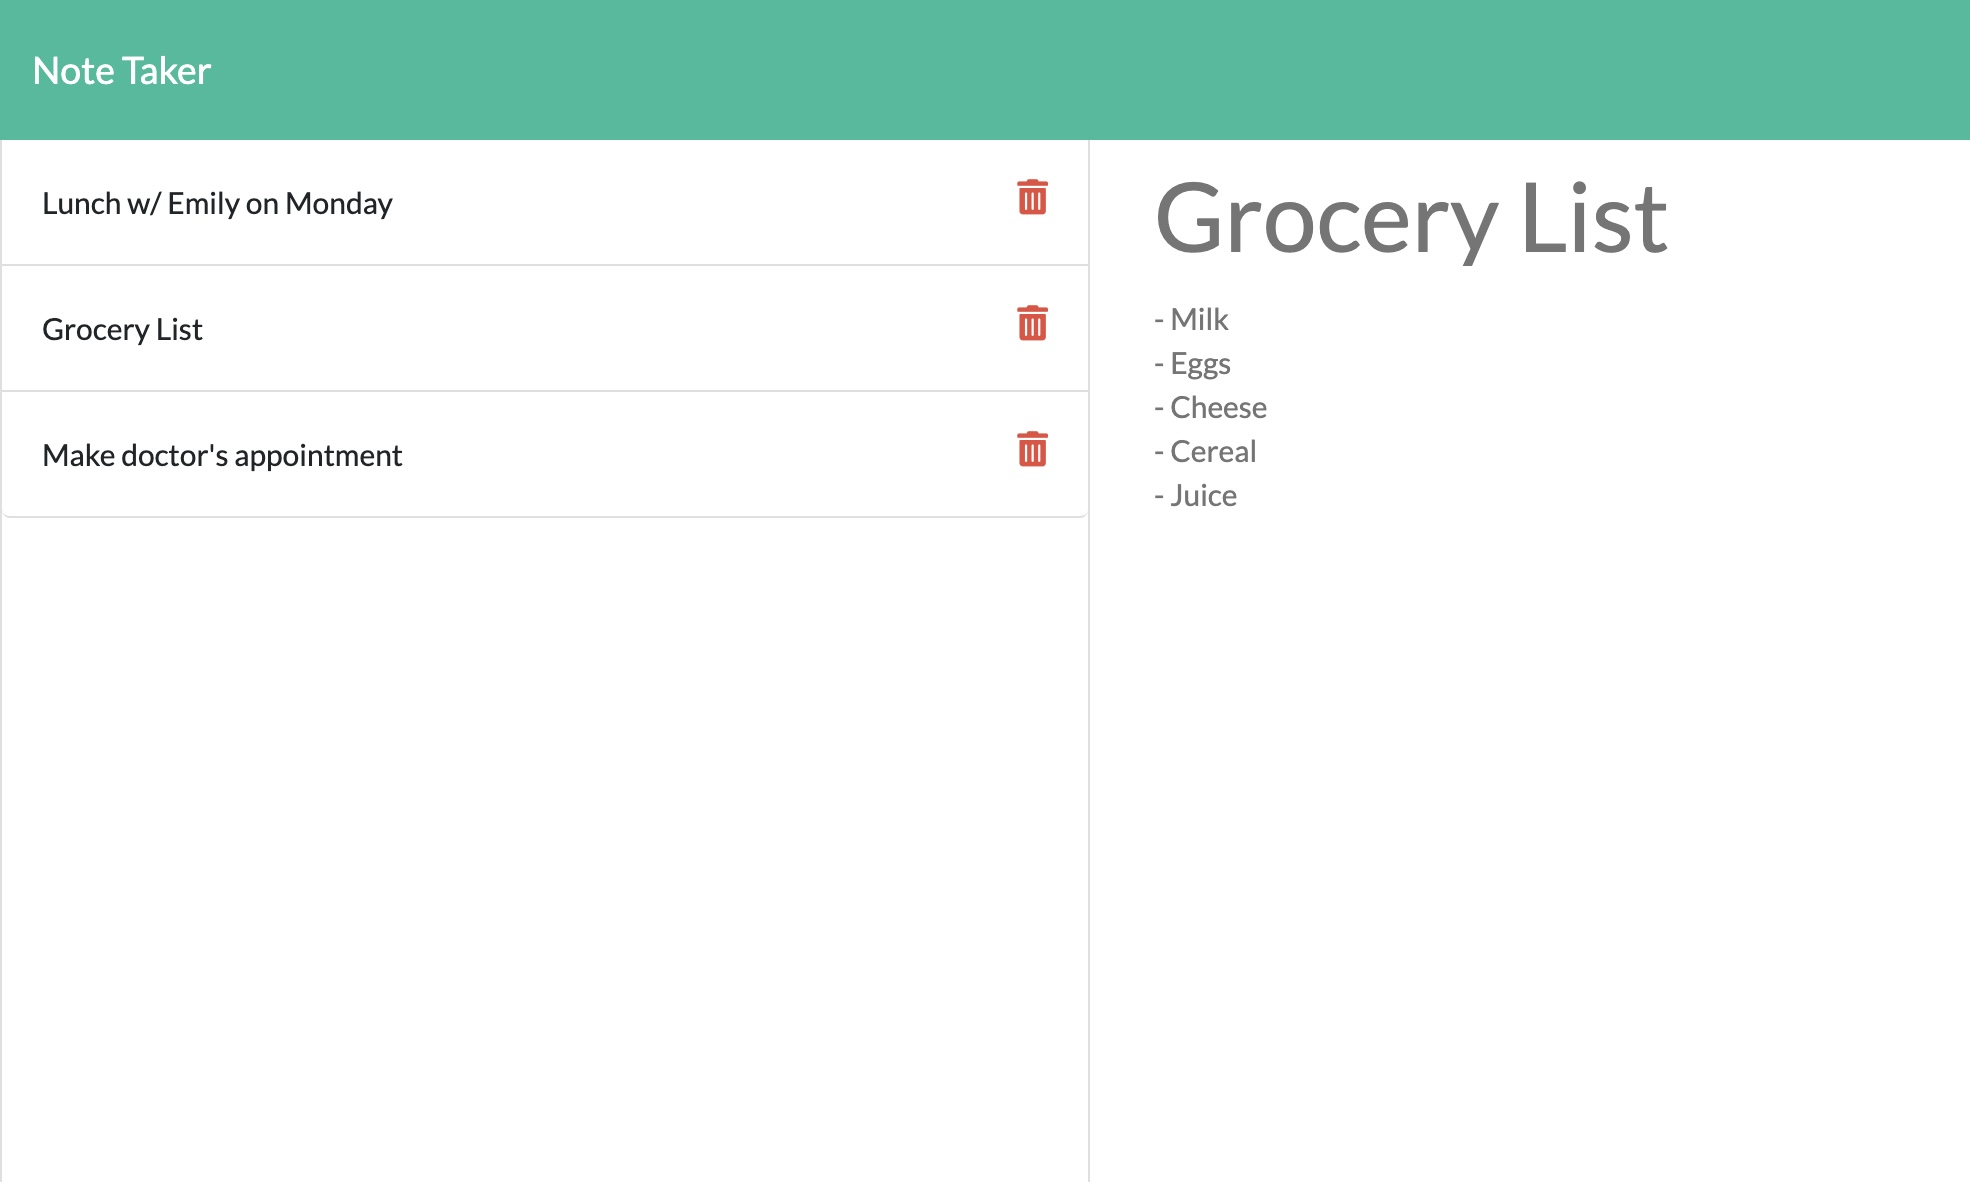 Note Taker
Lunch w/ Emily on Monday
Grocery List
Make doctor's appointment
Grocery List
- Milk
- Eggs
- Cheese
- Cereal
- Juice